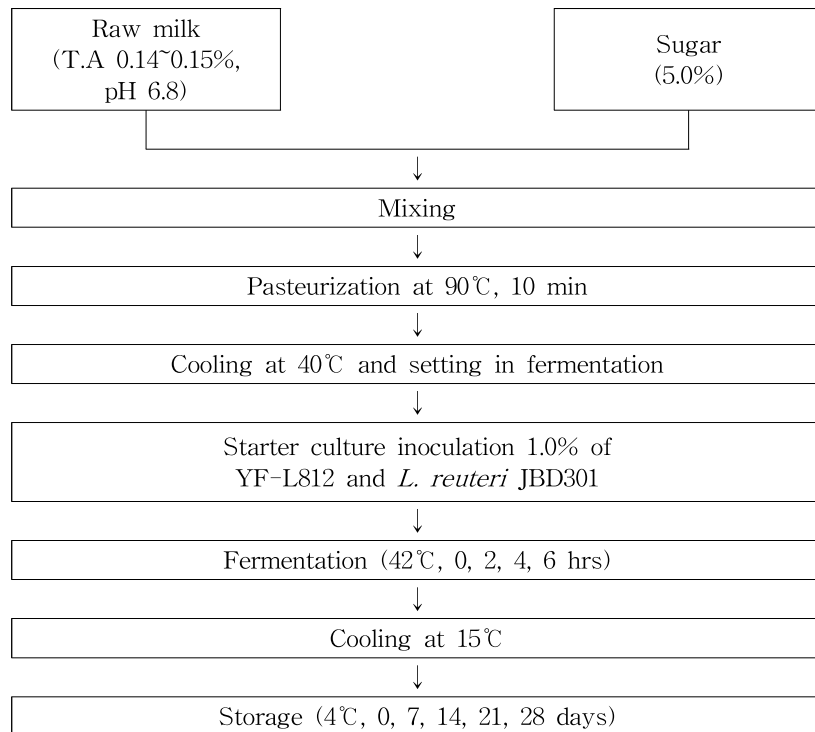 Raw milk
(T.A 0.14~0.15%,
pH 6.8)
Sugar
(5.0%)
Mixing
Pasteurization at 90℃, 10 min
Cooling at 40℃ and setting in fermentation
Starter culture inoculation 1.0% of
YF-L812 and L. reuteri JBD301
Fermentation (42℃, 0, 2, 4, 6 hrs)
Cooling at 15℃
Storage (4℃, 0, 7, 14, 21, 28 days)